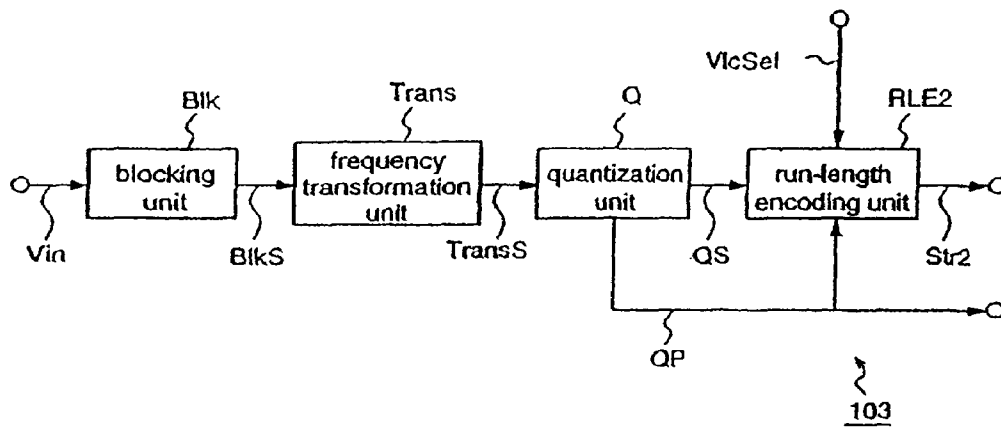 VlcSel
Blk
Trans
Q
RLE2
blocking
unit
frequency
transformation
unit
quantization
unit
run-length
encoding unit
Vin
BlkS
TransS
QS
Str2
QP
103